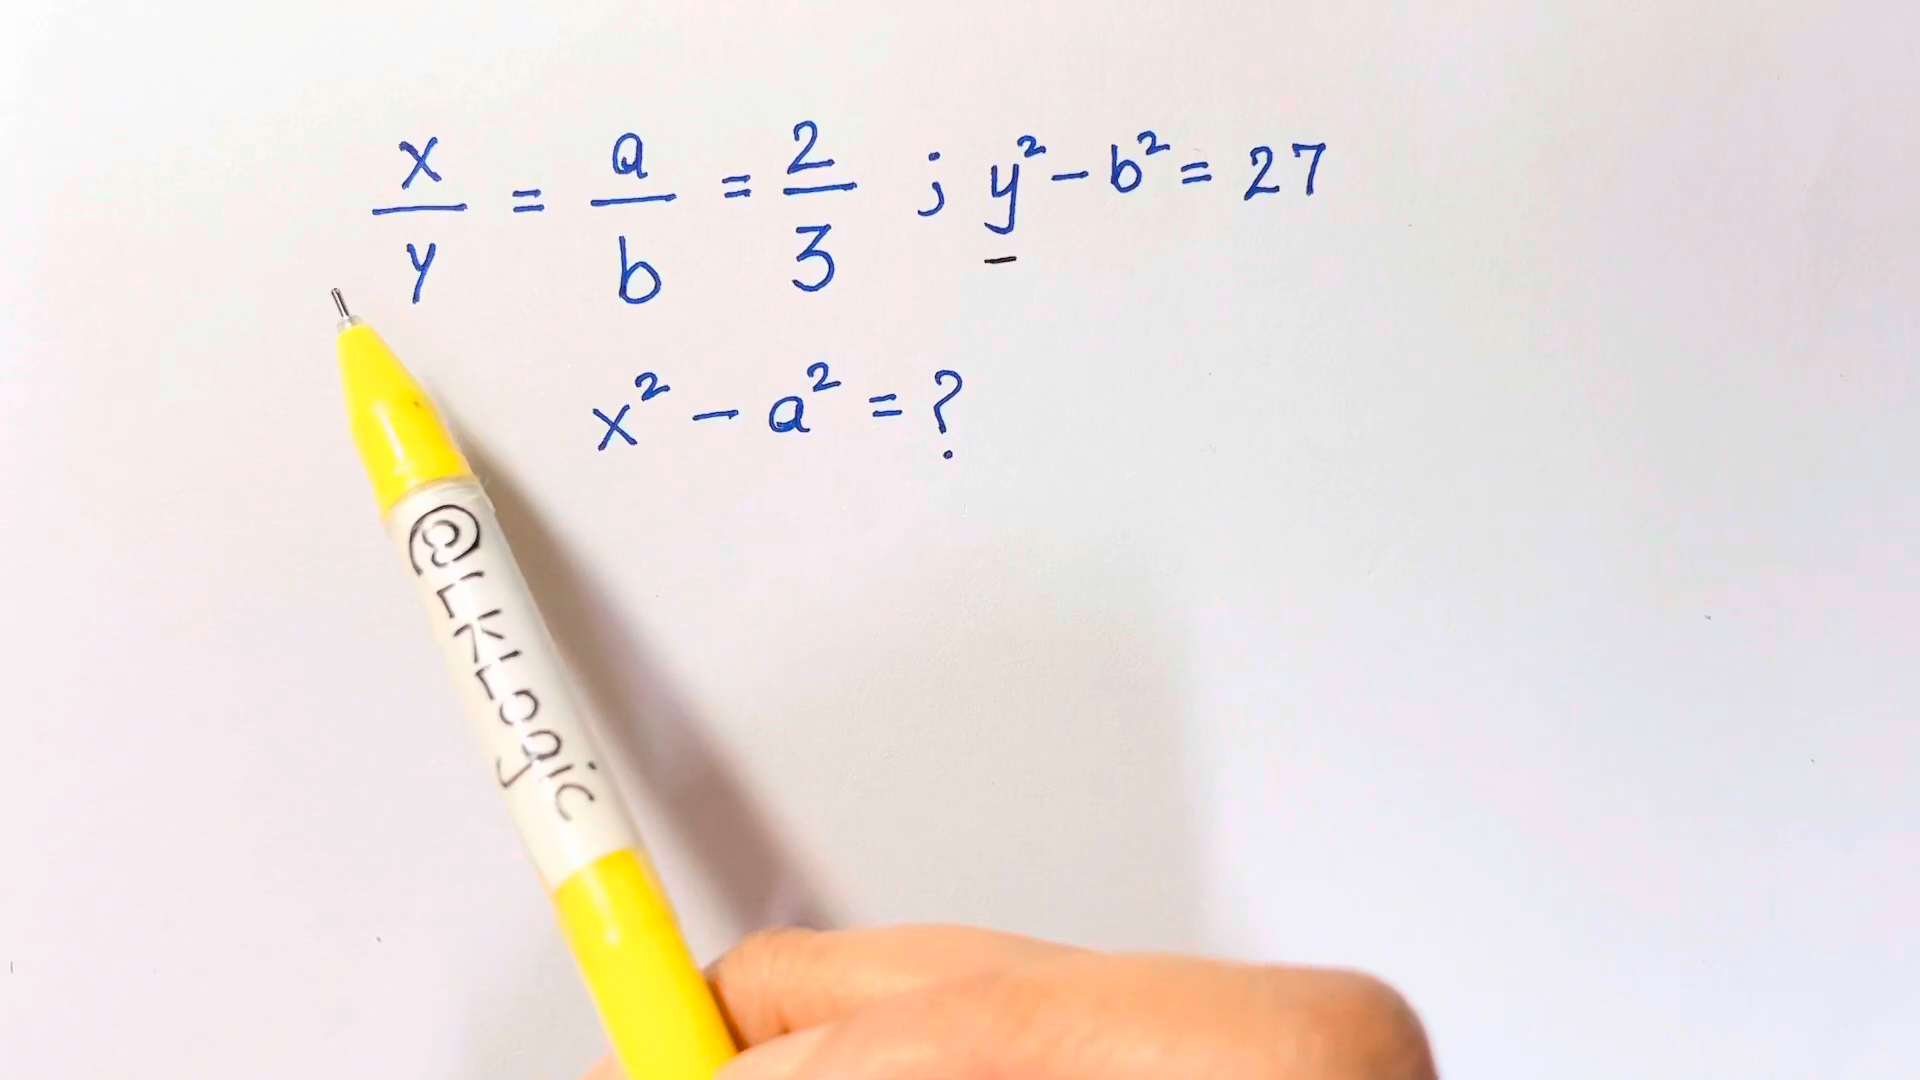 x/y = a/b = 2/3 ; y² - b² = 27
x² - a² = ?
@LKLogic